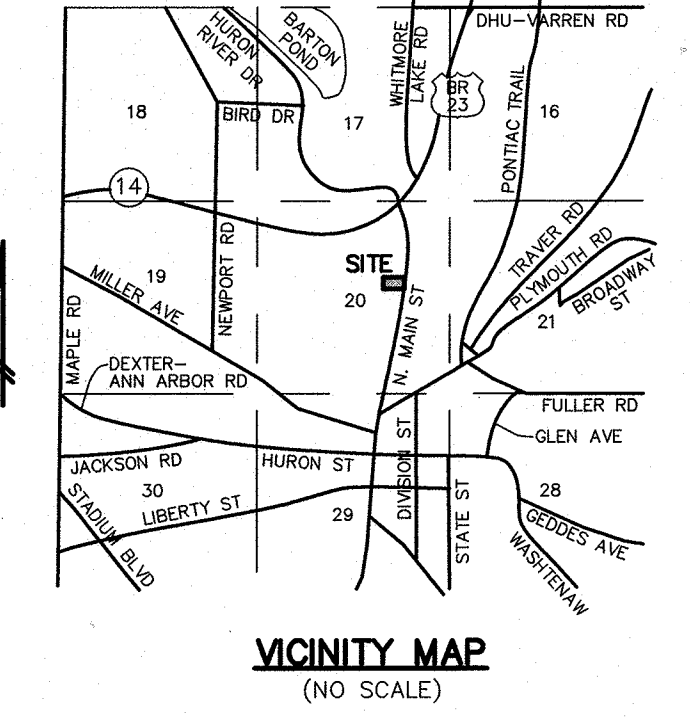 DHU-VARREN RD
HURON
RIVER DR
BARTON
POND
WHITMORE
LAKE RD
BR
23
PONTIAC TRAIL
18
BIRD DR
17
16
14
TRAVER RD
PLYMOUTH RD
BROADWAY
ST
NEWPORT RD
SITE
19
MILLER AVE
20
N. MAIN ST
21
MAPLE RD
DEXTER-
ANN ARBOR RD
FULLER RD
GLEN AVE
DIVISION ST
JACKSON RD
HURON ST
30
LIBERTY ST
29
STATE ST
28
STADIUM BLVD
GEDDES AVE
WASHTENAW
VICINITY MAP
(NO SCALE)